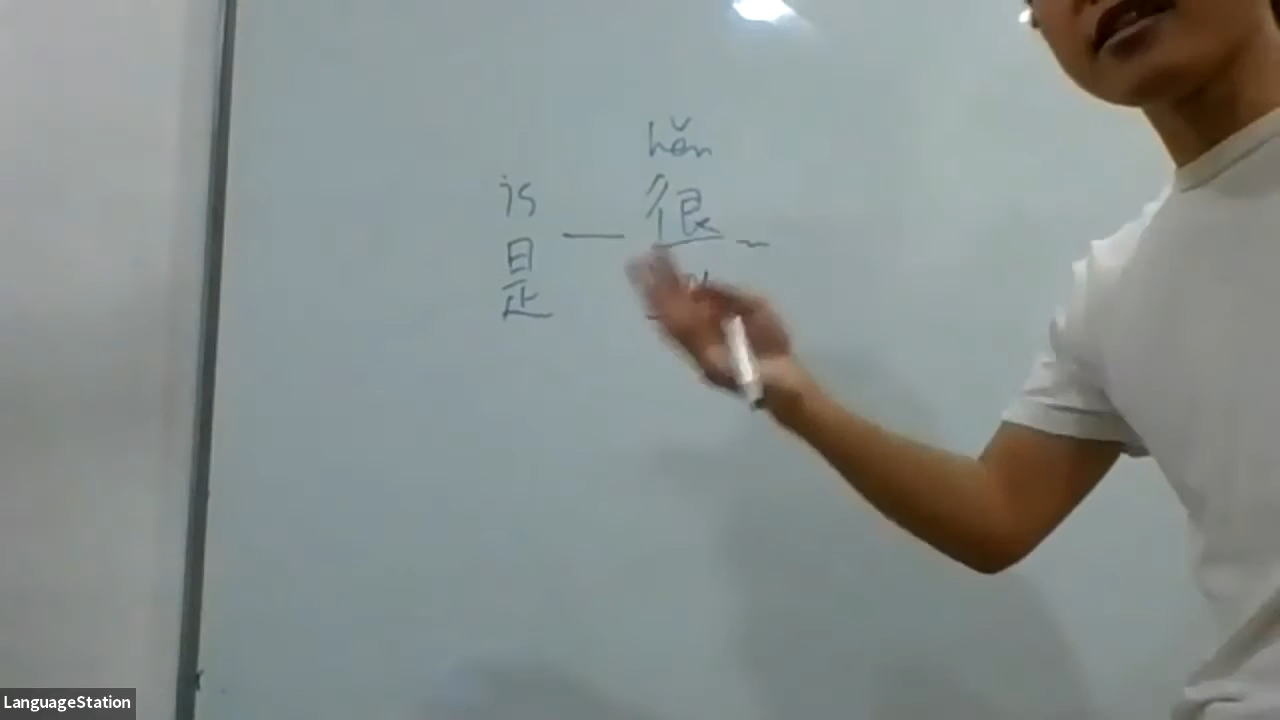 hěn
is
很
是
LanguageStation